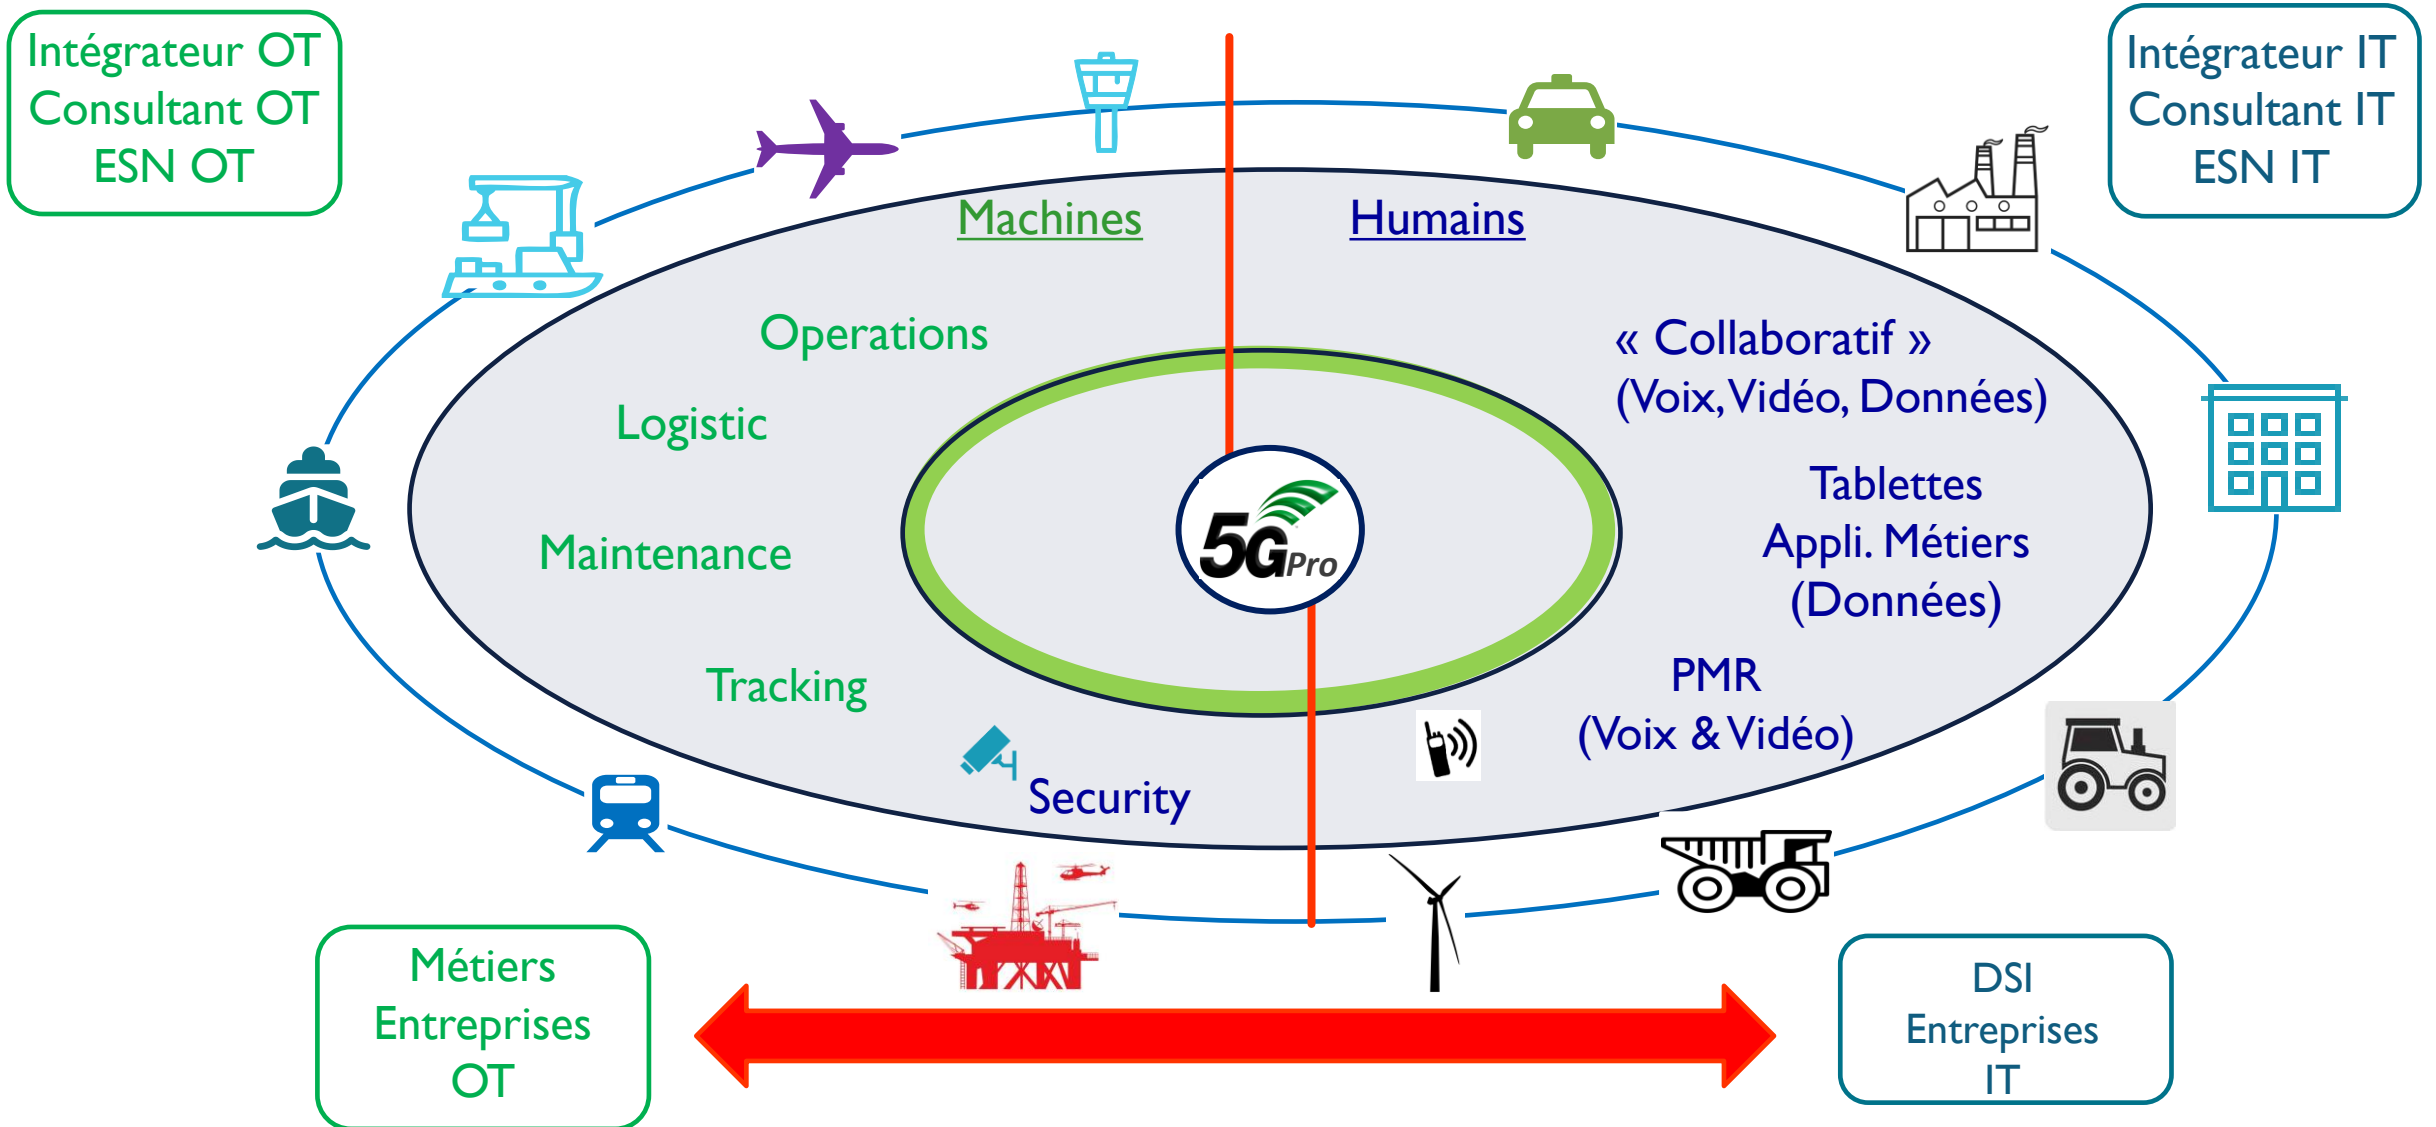 Intégrateur OT
Consultant OT
ESN OT
Intégrateur IT
Consultant IT
ESN IT
Machines
Humains
Operations
Logistic
Maintenance
Tracking
Security
« Collaboratif »
(Voix, Vidéo, Données)
Tablettes
Appli. Métiers
(Données)
PMR
(Voix & Vidéo)
5G Pro
Métiers
Entreprises
OT
DSI
Entreprises
IT